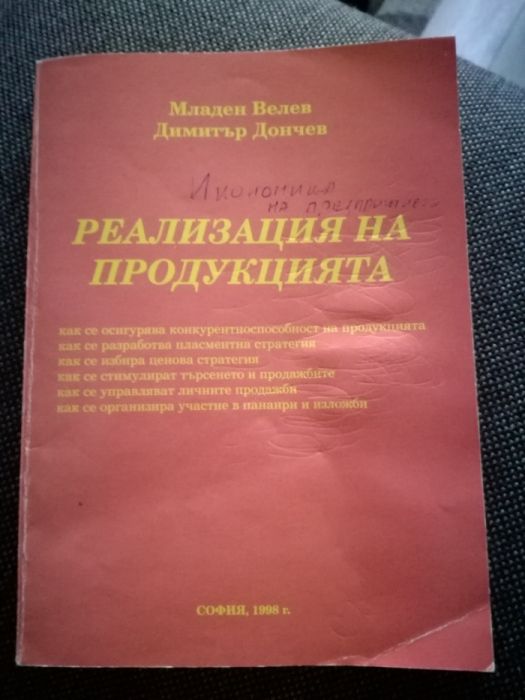 Младен Велев
Димитър Дончев
Икономика
на предприятието
РЕАЛИЗАЦИЯ НА
ПРОДУКЦИЯТА
как се осигурява конкурентноспособност на продукцията
как се разработва пласментна стратегия
как се избира ценова стратегия
как се стимулират търсенето и продажбите
как се управляват личните продажби
как се организира участие в панаири и изложби
СОФИЯ, 1998 г.